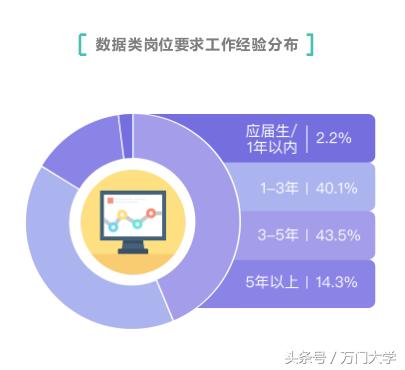 [ 数据类岗位要求工作经验分布 ]
应届生/
1年以内 | 2.2%
1-3年 | 40.1%
3-5年 | 43.5%
5年以上 | 14.3%
头条号 / 万门大学